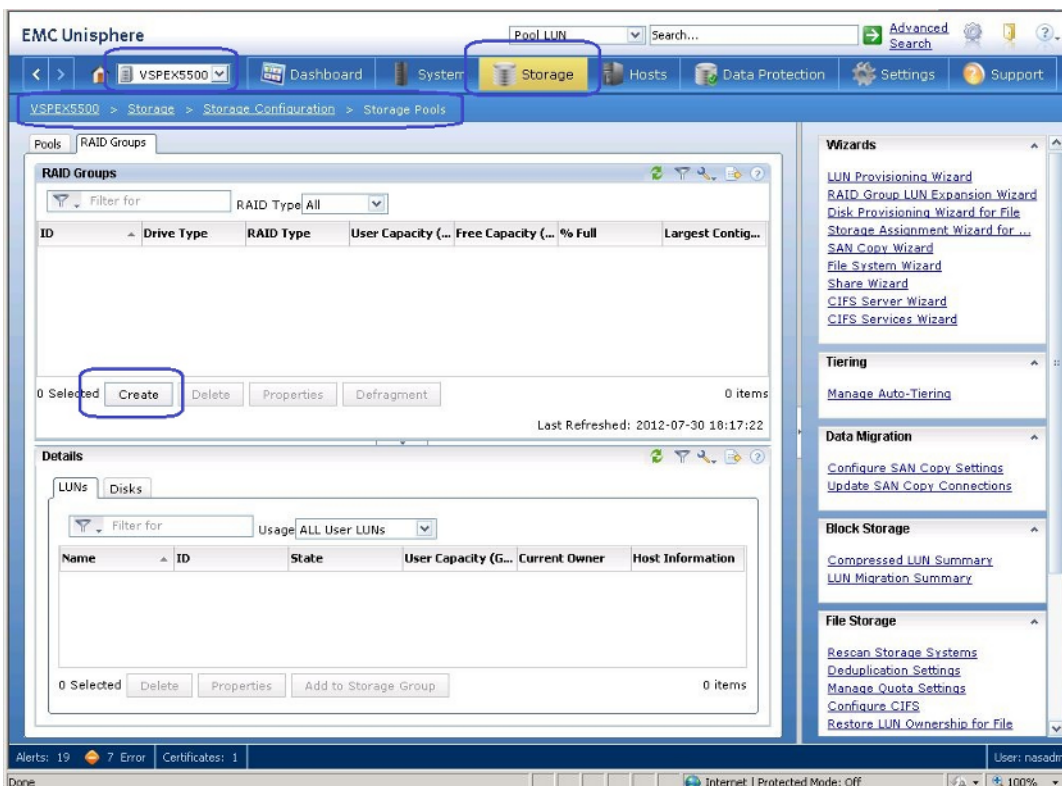 EMC Unisphere
Pool LUN
Search...
Advanced Search
VSPEX5500
Dashboard
System
Storage
Hosts
Data Protection
Settings
Support
VSPEX5500 > Storage > Storage Configuration > Storage Pools
Pools
RAID Groups
RAID Groups
Filter for
RAID Type All
ID
Drive Type
RAID Type
User Capacity (...
Free Capacity (...
% Full
Largest Contig...
0 Selected
Create
Delete
Properties
Defragment
0 items
Last Refreshed: 2012-07-30 18:17:22
Details
LUNs
Disks
Filter for
Usage ALL User LUNs
Name
ID
State
User Capacity (G...
Current Owner
Host Information
0 Selected
Delete
Properties
Add to Storage Group
0 items
Wizards
LUN Provisioning Wizard
RAID Group LUN Expansion Wizard
Disk Provisioning Wizard for File
Storage Assignment Wizard for ...
SAN Copy Wizard
File System Wizard
Share Wizard
CIFS Server Wizard
CIFS Services Wizard
Tiering
Manage Auto-Tiering
Data Migration
Configure SAN Copy Settings
Update SAN Copy Connections
Block Storage
Compressed LUN Summary
LUN Migration Summary
File Storage
Rescan Storage Systems
Deduplication Settings
Manage Quota Settings
Configure CIFS
Restore LUN Ownership for File
Alerts: 19
7 Error
Certificates: 1
User: nasadm
Done
Internet | Protected Mode: Off
100%